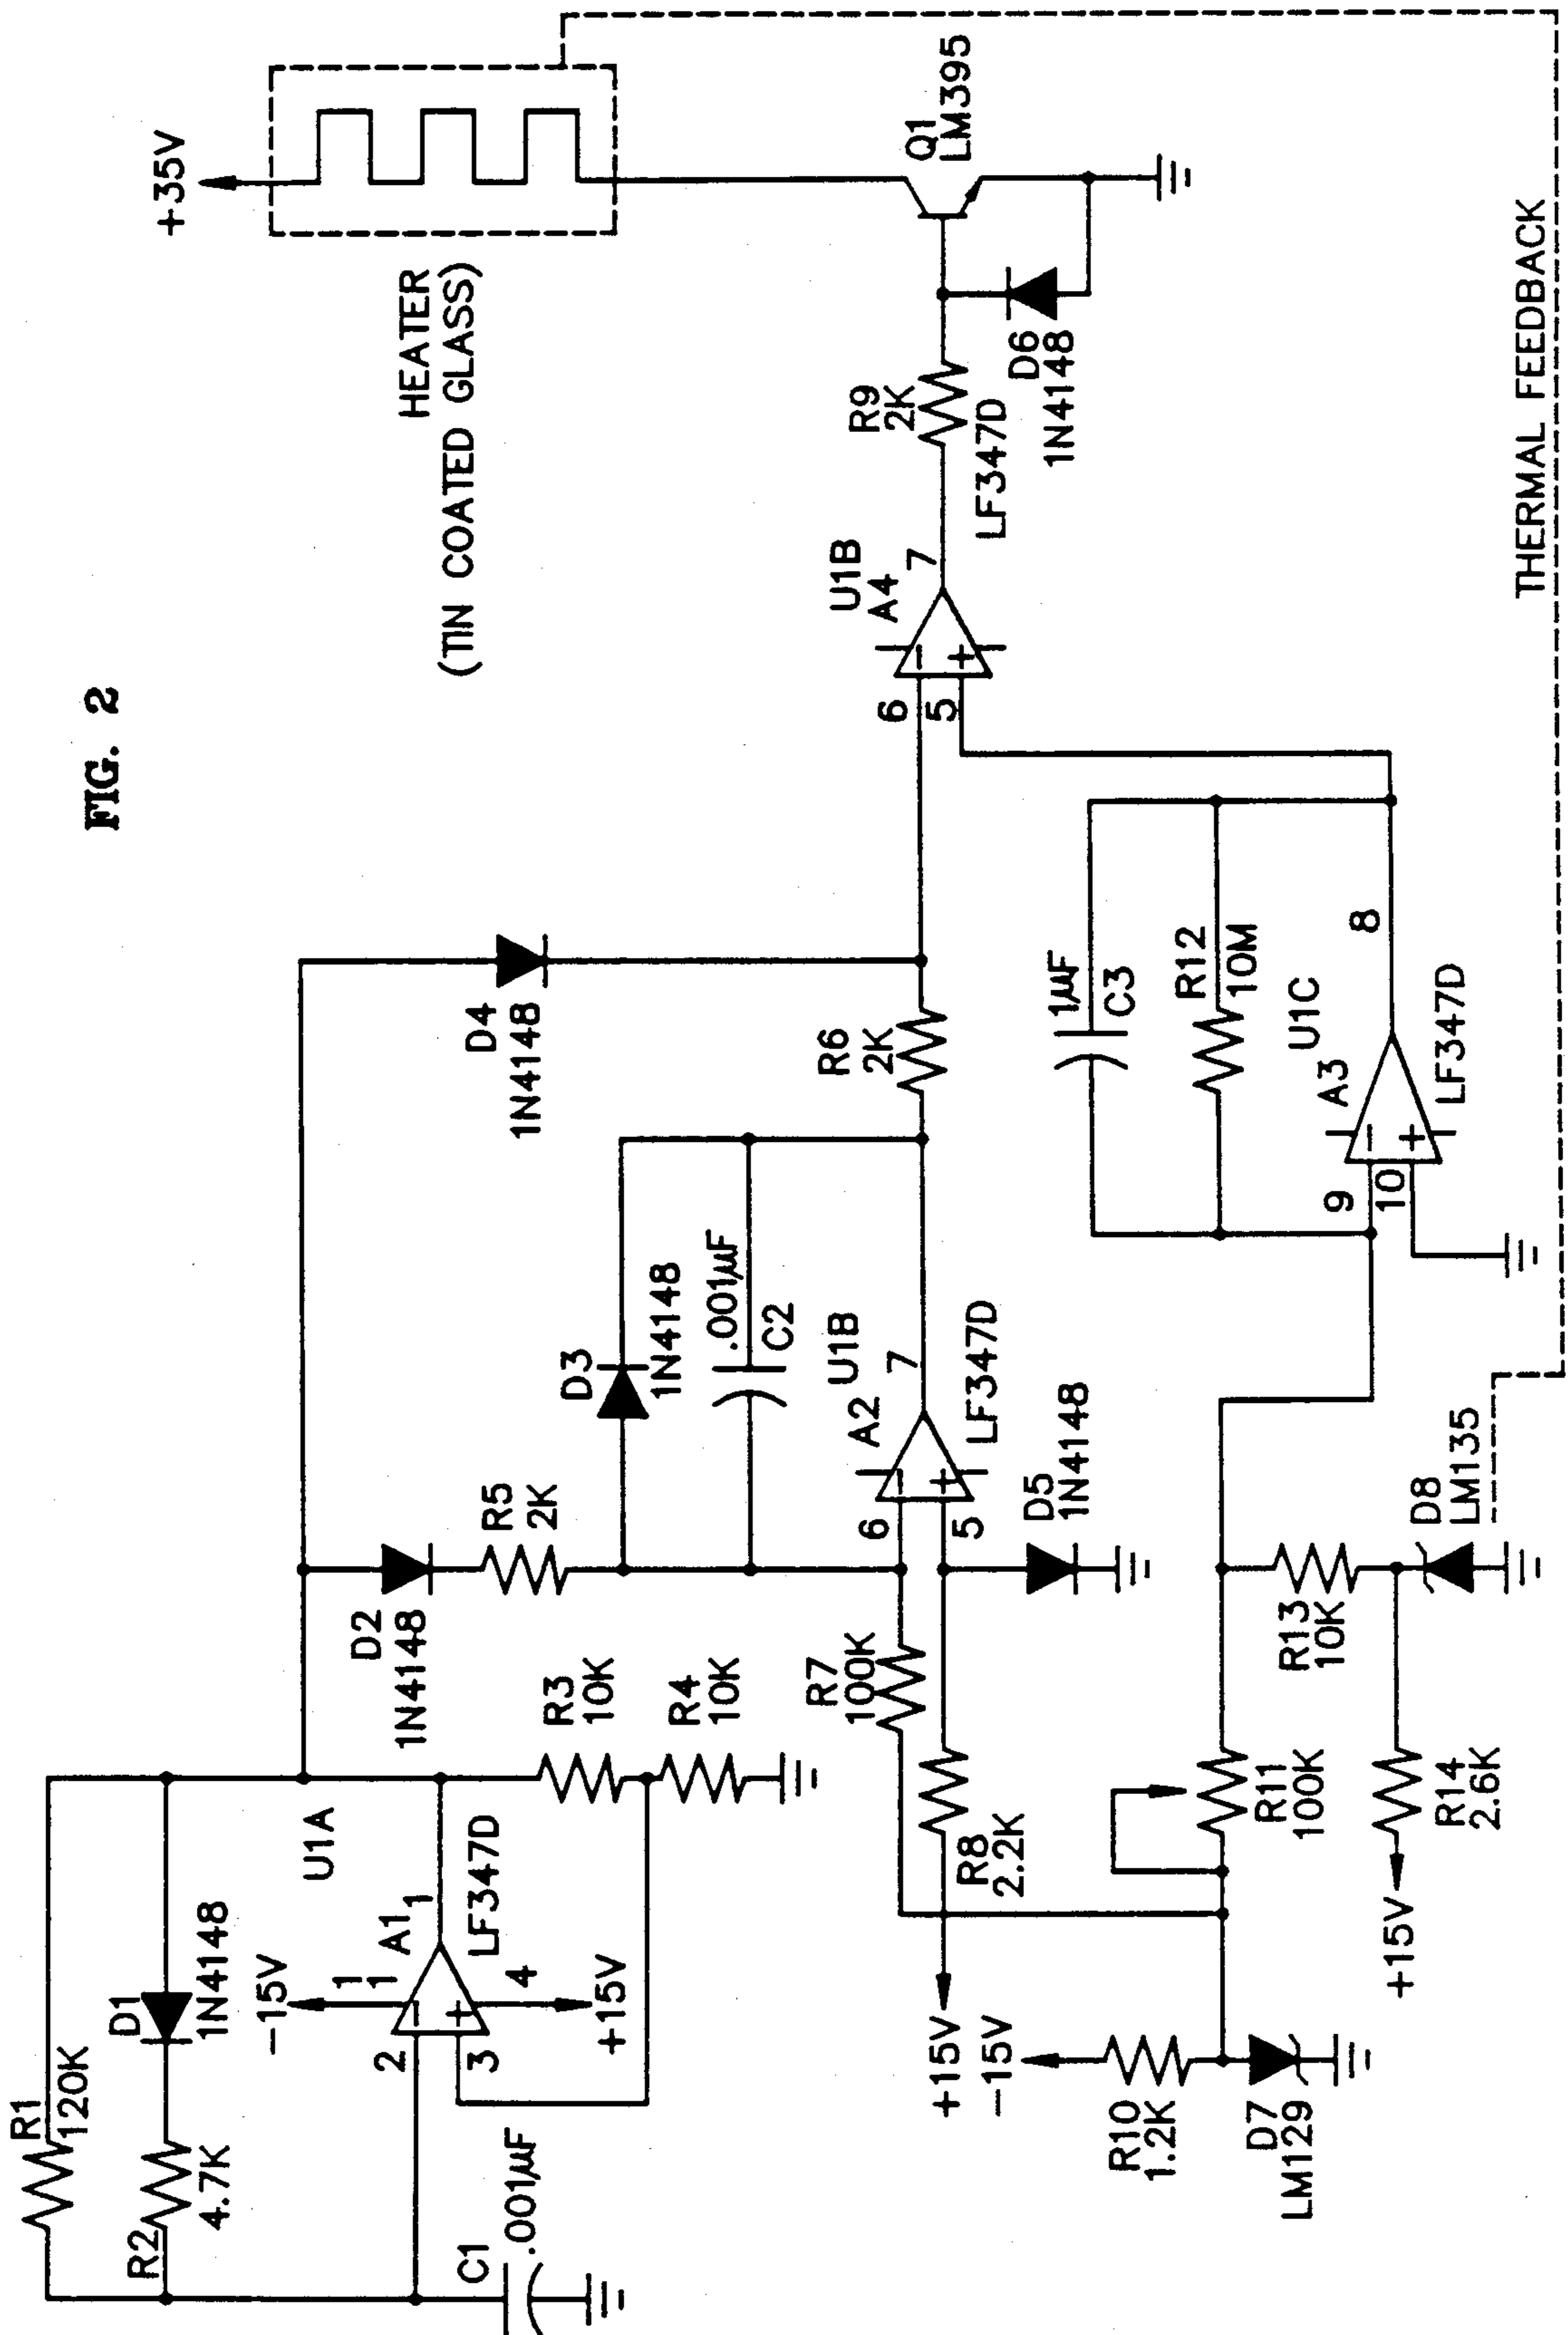 FIG. 2
+35V
HEATER
(TIN COATED GLASS)
Q1
LM395
D6
1N4148
R9
2K
LF347D
U1B
A4
7
6
5
−
+
THERMAL FEEDBACK
D4
1N4148
R6
2K
D3
1N4148
.001µF
C2
U1B
A2
7
LF347D
6
5
−
+
D5
1N4148
1µF
C3
R12
10M
U1C
A3
8
LF347D
9
10
−
+
D2
1N4148
R5
2K
R3
10K
R4
10K
R7
100K
R8
2.2K
+15V
R11
100K
R13
10K
D8
LM135
R14
2.6K
+15V
R1
120K
D1
1N4148
R2
4.7K
U1A
A1
1
LF347D
−15V
11
4
+15V
2
3
−
+
C1
.001µF
−15V
R10
1.2K
D7
LM129